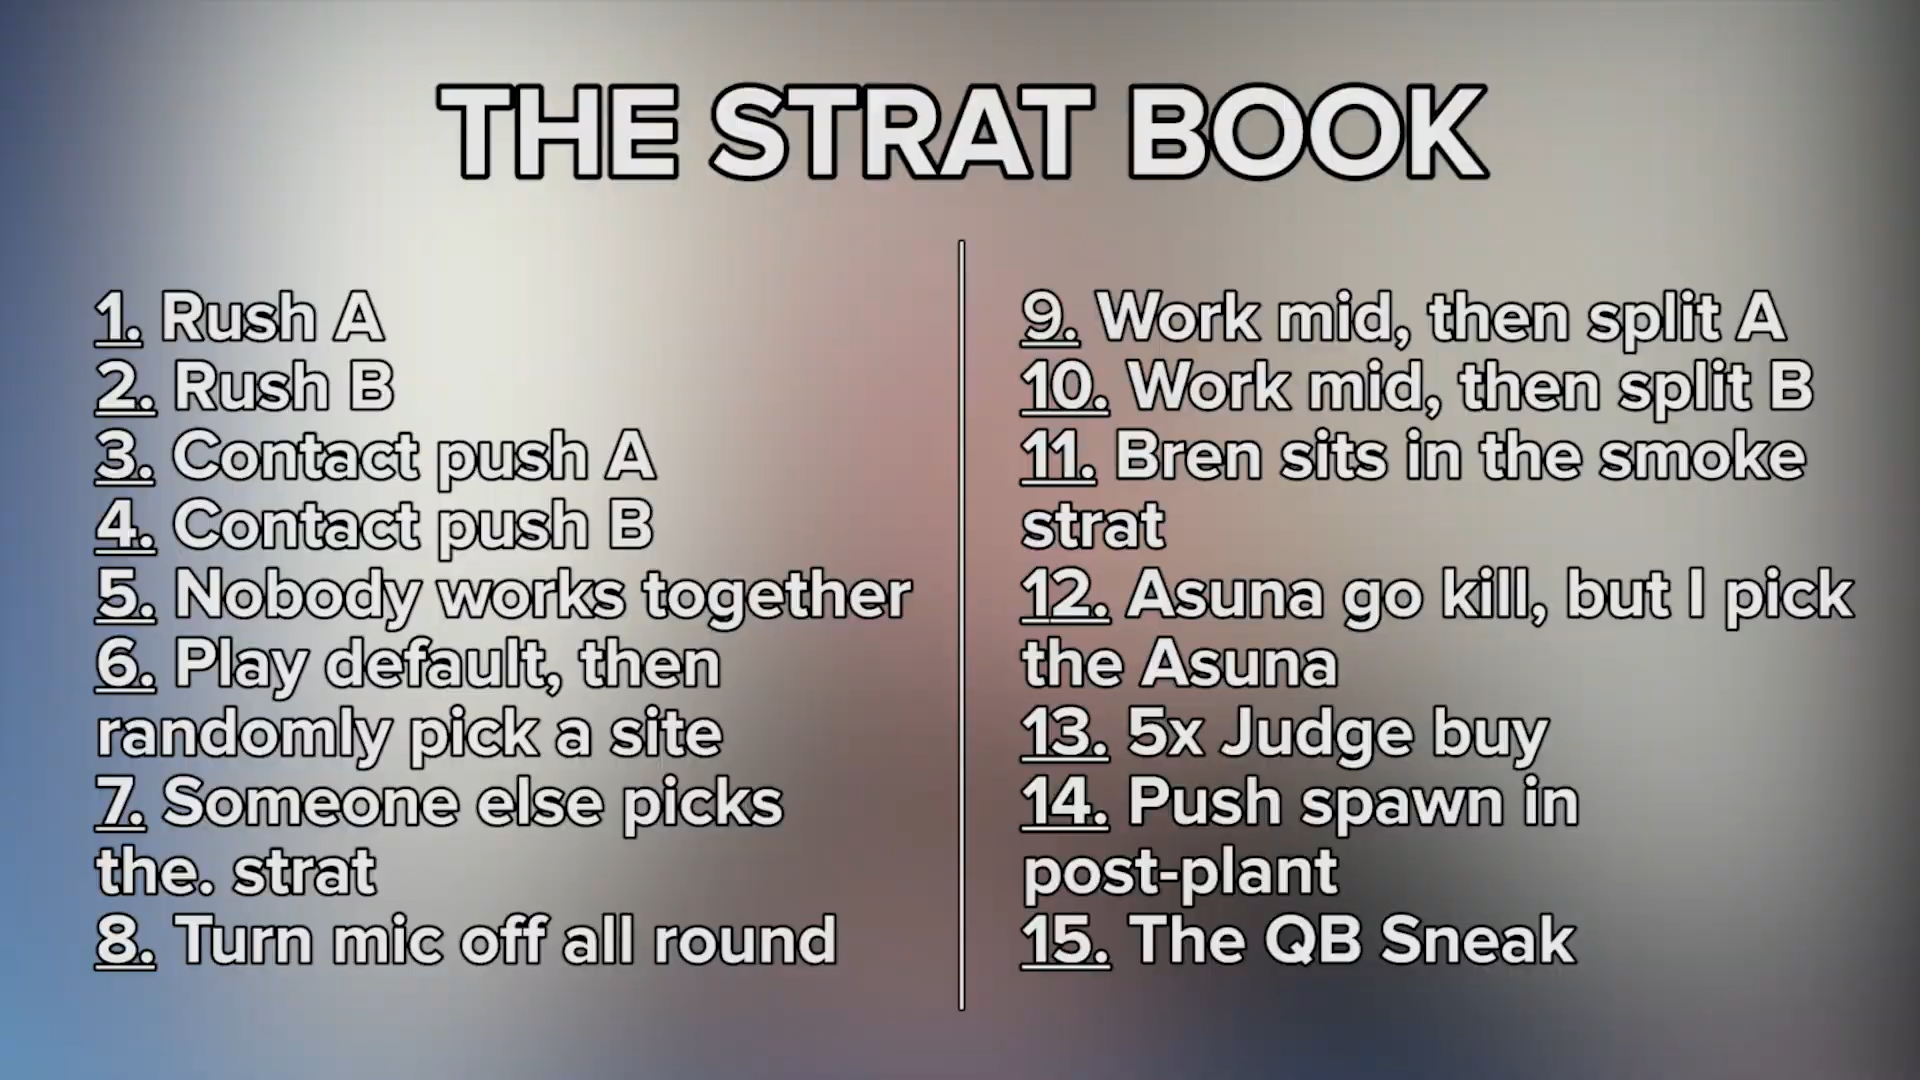 THE STRAT BOOK
1. Rush A
2. Rush B
3. Contact push A
4. Contact push B
5. Nobody works together
6. Play default, then
randomly pick a site
7. Someone else picks
the. strat
8. Turn mic off all round
9. Work mid, then split A
10. Work mid, then split B
11. Bren sits in the smoke
strat
12. Asuna go kill, but I pick
the Asuna
13. 5x Judge buy
14. Push spawn in
post-plant
15. The QB Sneak